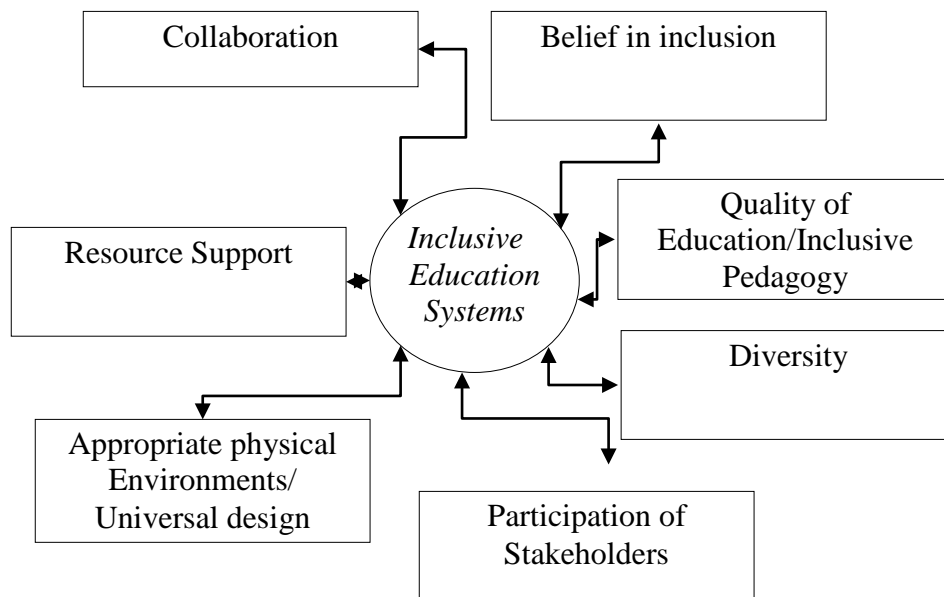 Collaboration
Belief in inclusion
Quality of
Education/Inclusive
Pedagogy
Resource Support
Inclusive
Education
Systems
Diversity
Appropriate physical
Environments/
Universal design
Participation of
Stakeholders